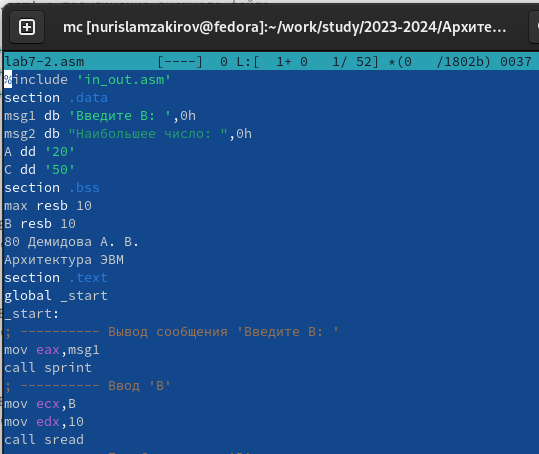 mc [nurislamzakirov@fedora]:~/work/study/2023-2024/Архите…
lab7-2.asm [----] 0 L:[ 1+ 0 1/ 52] *(0 /1802b) 0037
%include 'in_out.asm'
section .data
msg1 db 'Введите B: ',0h
msg2 db "Наибольшее число: ",0h
A dd '20'
C dd '50'
section .bss
max resb 10
B resb 10
80 Демидова А. В.
Архитектура ЭВМ
section .text
global _start
_start:
; ---------- Вывод сообщения 'Введите B: '
mov eax,msg1
call sprint
; ---------- Ввод 'B'
mov ecx,B
mov edx,10
call sread